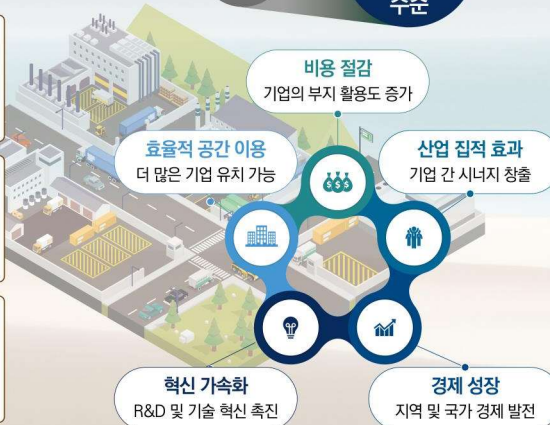 수준
비용 절감
기업의 부지 활용도 증가
효율적 공간 이용
더 많은 기업 유치 가능
산업 집적 효과
기업 간 시너지 창출
$$$
혁신 가속화
R&D 및 기술 혁신 촉진
경제 성장
지역 및 국가 경제 발전